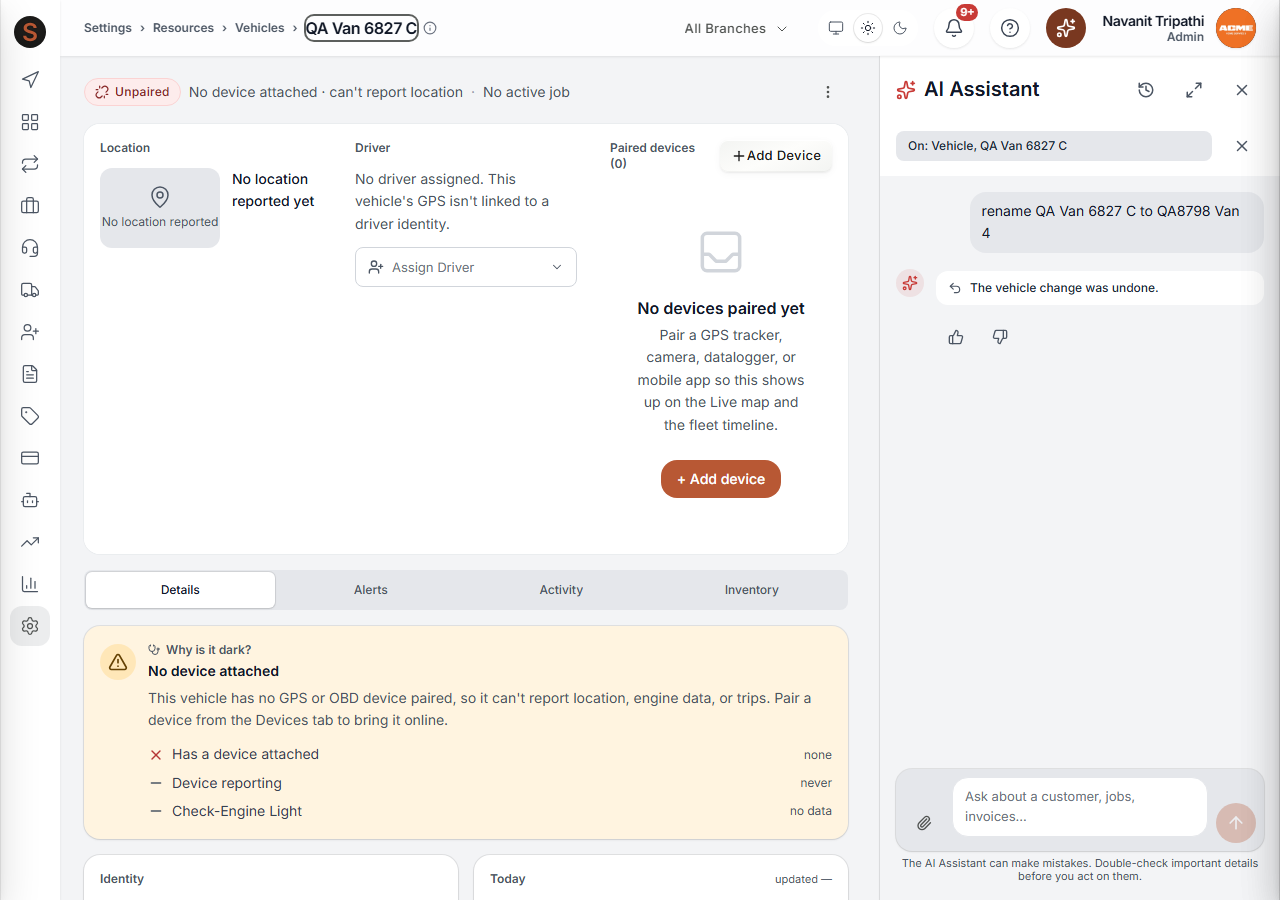 S
Settings › Resources › Vehicles › QA Van 6827 C
All Branches
9+
Navanit Tripathi
Admin
ACME
Unpaired
No device attached · can't report location · No active job
Location
No location reported
No location
reported yet
Driver
No driver assigned. This
vehicle's GPS isn't linked to a
driver identity.
Assign Driver
Paired devices
(0)
+ Add Device
No devices paired yet
Pair a GPS tracker,
camera, datalogger, or
mobile app so this shows
up on the Live map and
the fleet timeline.
+ Add device
Details
Alerts
Activity
Inventory
Why is it dark?
No device attached
This vehicle has no GPS or OBD device paired, so it can't report location, engine data, or trips. Pair a
device from the Devices tab to bring it online.
Has a device attached none
Device reporting never
Check-Engine Light no data
Identity
Today updated —
AI Assistant
On: Vehicle, QA Van 6827 C
rename QA Van 6827 C to QA8798 Van
4
The vehicle change was undone.
Ask about a customer, jobs,
invoices...
The AI Assistant can make mistakes. Double-check important details
before you act on them.